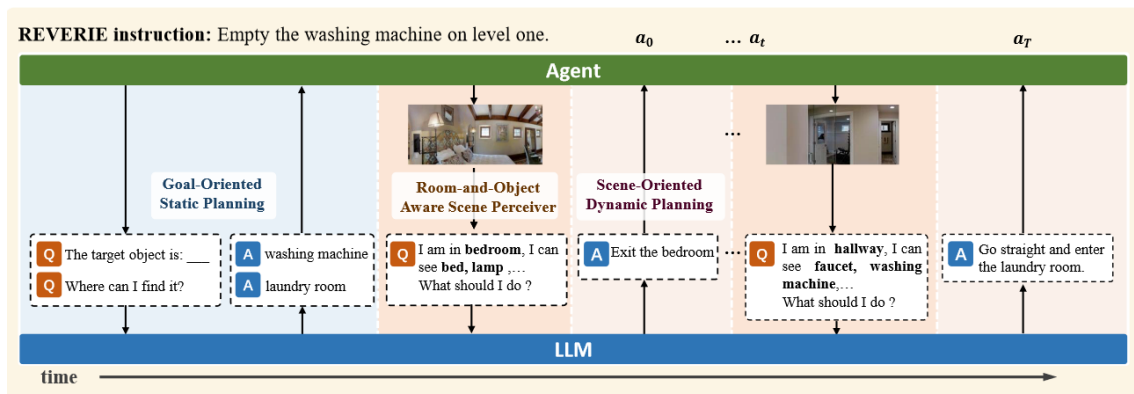 REVERIE instruction: Empty the washing machine on level one.
a0 ... at aT
Agent
...
Goal-Oriented
Static Planning
Room-and-Object
Aware Scene Perceiver
Scene-Oriented
Dynamic Planning
Q The target object is: ___
Q Where can I find it?
A washing machine
A laundry room
Q I am in bedroom, I can
see bed, lamp ,…
What should I do ?
A Exit the bedroom
...
Q I am in hallway, I can
see faucet, washing
machine,…
What should I do ?
A Go straight and enter
the laundry room.
LLM
time